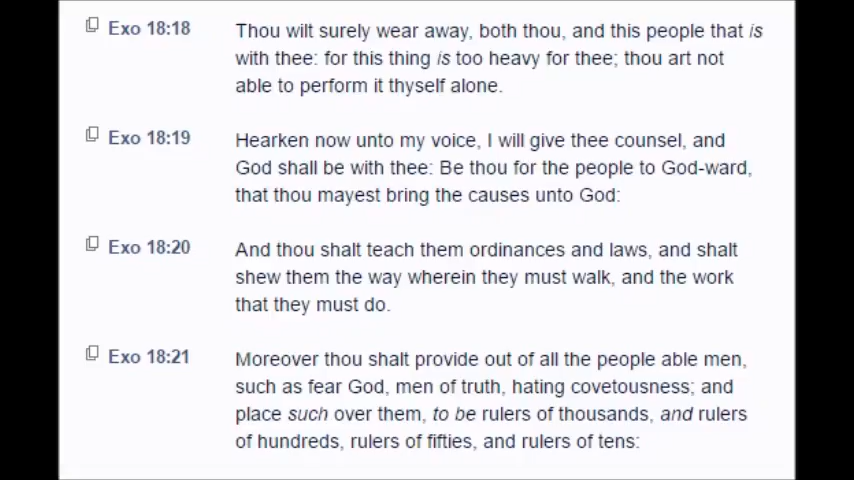 Exo 18:18 Thou wilt surely wear away, both thou, and this people that is
with thee: for this thing is too heavy for thee; thou art not
able to perform it thyself alone.
Exo 18:19 Hearken now unto my voice, I will give thee counsel, and
God shall be with thee: Be thou for the people to God-ward,
that thou mayest bring the causes unto God:
Exo 18:20 And thou shalt teach them ordinances and laws, and shalt
shew them the way wherein they must walk, and the work
that they must do.
Exo 18:21 Moreover thou shalt provide out of all the people able men,
such as fear God, men of truth, hating covetousness; and
place such over them, to be rulers of thousands, and rulers
of hundreds, rulers of fifties, and rulers of tens: